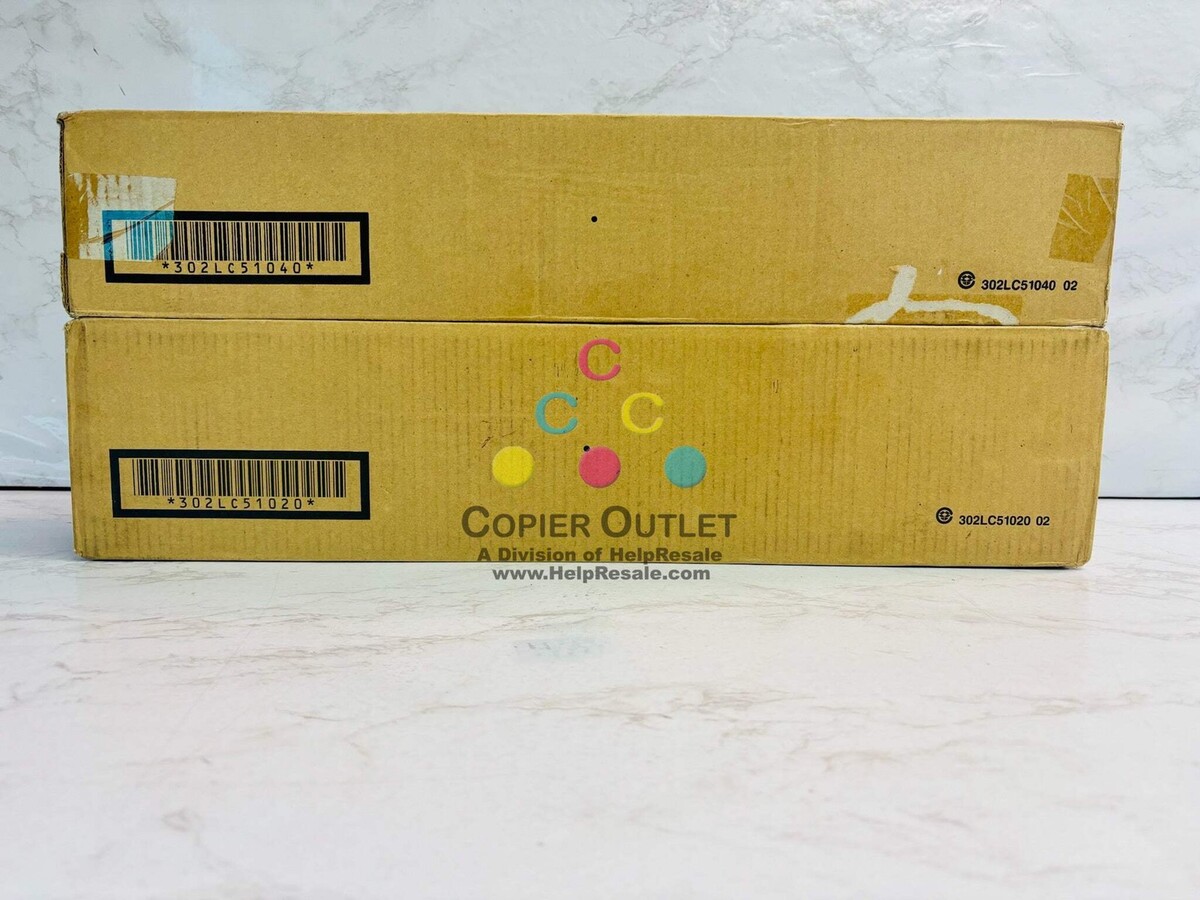 *302LC51040*
302LC51040 02
C
C C
*302LC51020*
302LC51020 02
COPIER OUTLET
A Division of HelpResale
www.HelpResale.com